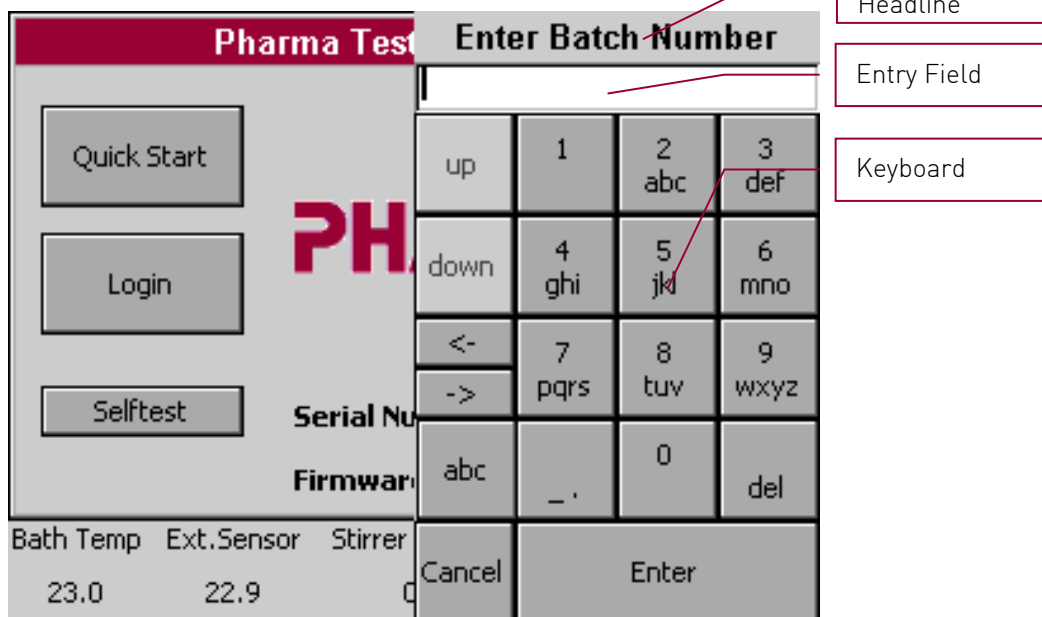 Headline
Pharma Test
Enter Batch Number
Entry Field
Quick Start
up
1
2
abc
3
def
Keyboard
PH
Login
down
4
ghi
5
jkl
6
mno
<-
->
7
pqrs
8
tuv
9
wxyz
Selftest
Serial Nu
abc
_ ,
0
del
Firmwar
Bath Temp Ext.Sensor Stirrer
23.0 22.9
Cancel
Enter